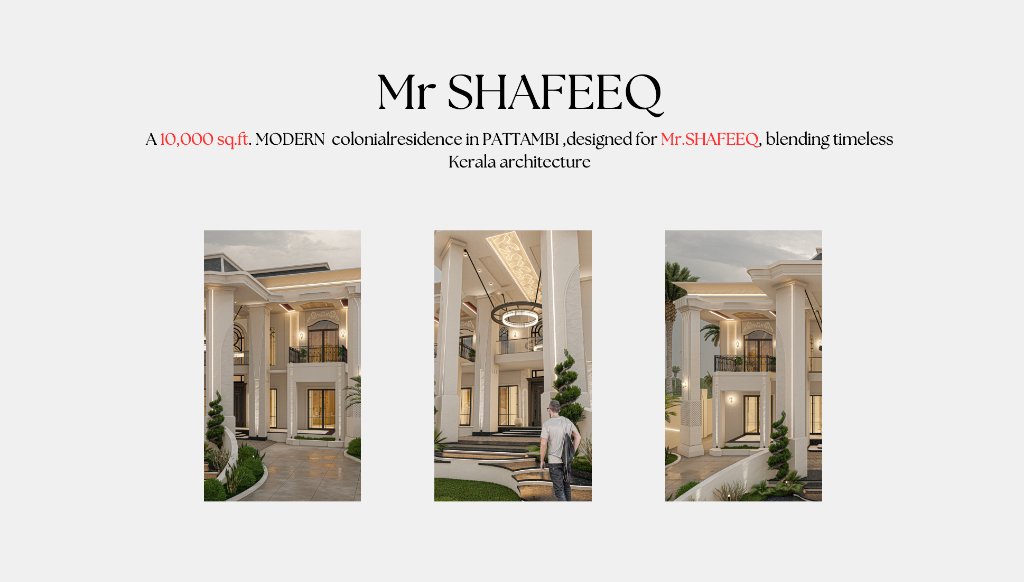 Mr SHAFEEQ
A 10,000 sq.ft. MODERN colonialresidence in PATTAMBI ,designed for Mr.SHAFEEQ, blending timeless
Kerala architecture